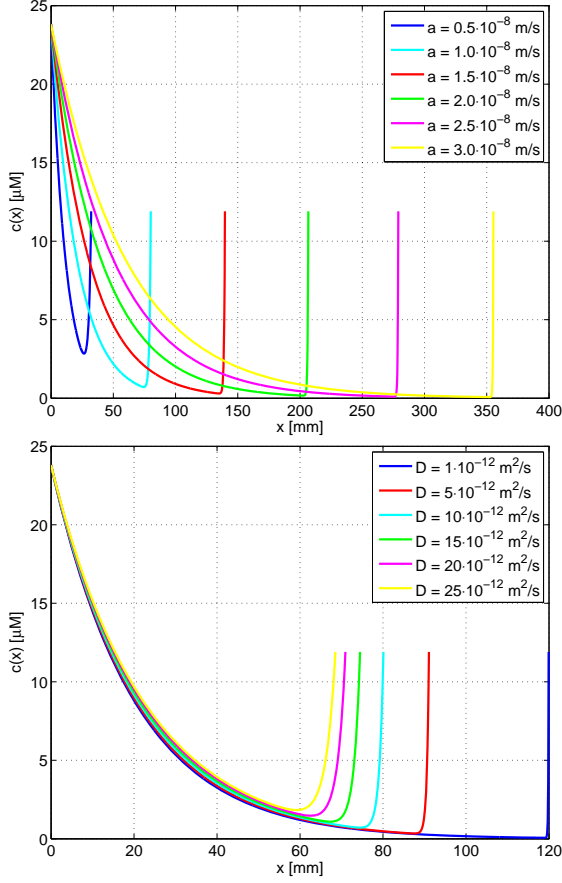 25
20
15
10
5
0
c(x) [μM]
0 50 100 150 200 250 300 350 400
x [mm]
a = 0.5·10⁻⁸ m/s
a = 1.0·10⁻⁸ m/s
a = 1.5·10⁻⁸ m/s
a = 2.0·10⁻⁸ m/s
a = 2.5·10⁻⁸ m/s
a = 3.0·10⁻⁸ m/s
25
20
15
10
5
0
c(x) [μM]
0 20 40 60 80 100 120
x [mm]
D = 1·10⁻¹² m²/s
D = 5·10⁻¹² m²/s
D = 10·10⁻¹² m²/s
D = 15·10⁻¹² m²/s
D = 20·10⁻¹² m²/s
D = 25·10⁻¹² m²/s